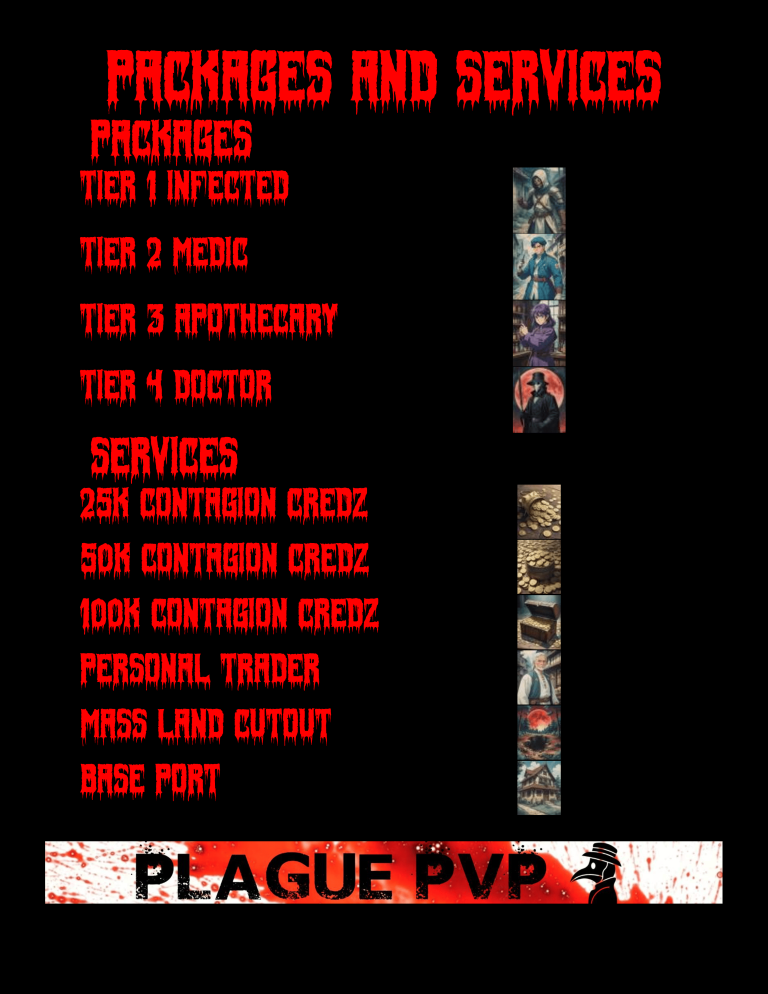 PACKAGES AND SERVICES
PACKAGES
TIER 1 INFECTED
TIER 2 MEDIC
TIER 3 APOTHECARY
TIER 4 DOCTOR
SERVICES
25K CONTAGION CREDZ
50K CONTAGION CREDZ
100K CONTAGION CREDZ
PERSONAL TRADER
MASS LAND CUTOUT
BASE PORT
PLAGUE PVP